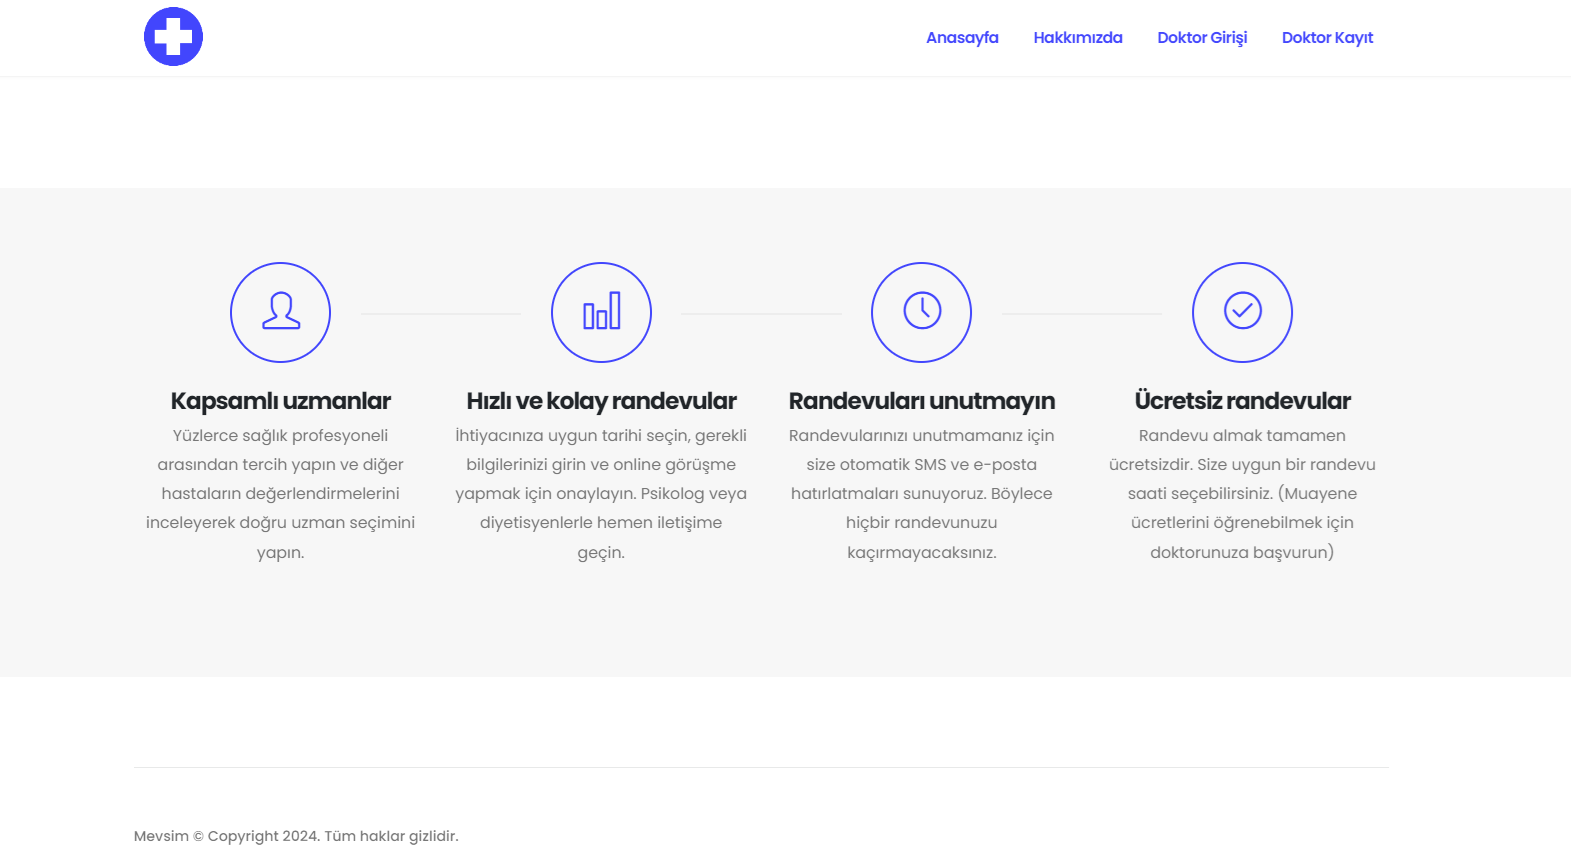 Anasayfa Hakkımızda Doktor Girişi Doktor Kayıt
Kapsamlı uzmanlar
Yüzlerce sağlık profesyoneli
arasından tercih yapın ve diğer
hastaların değerlendirmelerini
inceleyerek doğru uzman seçimini
yapın.
Hızlı ve kolay randevular
İhtiyacınıza uygun tarihi seçin, gerekli
bilgilerinizi girin ve online görüşme
yapmak için onaylayın. Psikolog veya
diyetisyenlerle hemen iletişime
geçin.
Randevuları unutmayın
Randevularınızı unutmamanız için
size otomatik SMS ve e-posta
hatırlatmaları sunuyoruz. Böylece
hiçbir randevunuzu
kaçırmayacaksınız.
Ücretsiz randevular
Randevu almak tamamen
ücretsizdir. Size uygun bir randevu
saati seçebilirsiniz. (Muayene
ücretlerini öğrenebilmek için
doktorunuza başvurun)
Mevsim © Copyright 2024. Tüm haklar gizlidir.